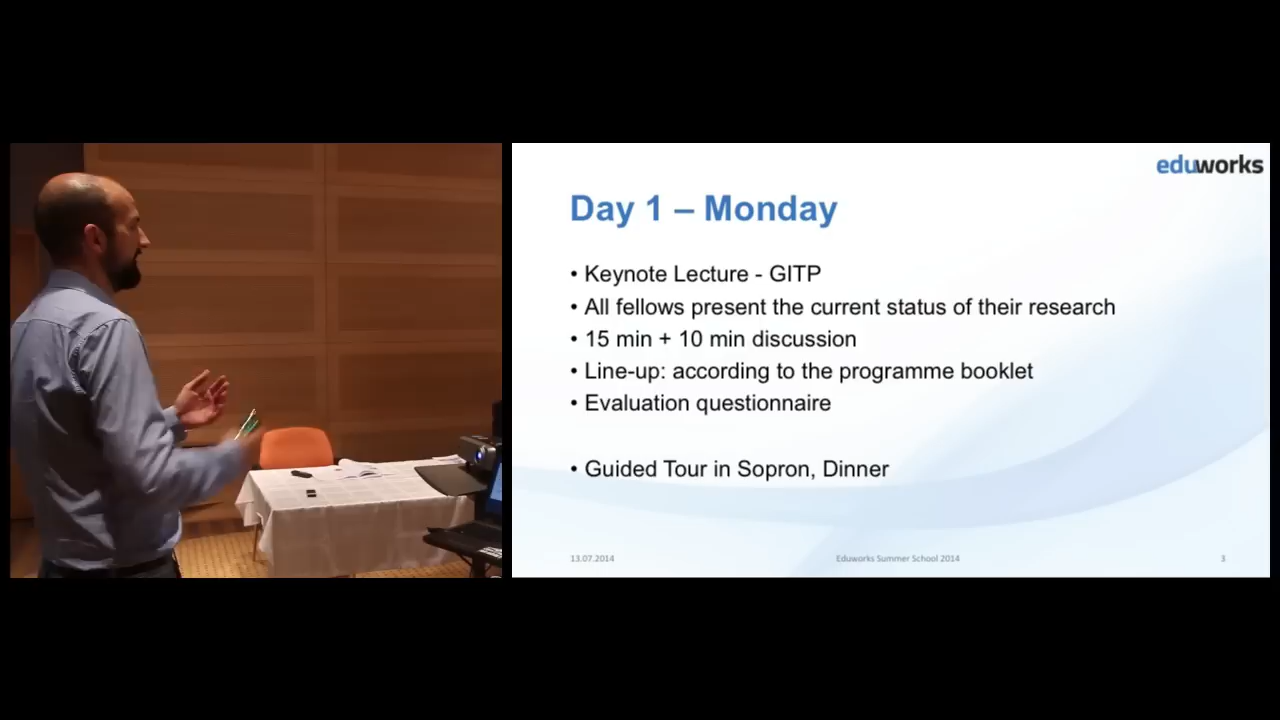 eduworks
Day 1 – Monday
• Keynote Lecture - GITP
• All fellows present the current status of their research
• 15 min + 10 min discussion
• Line-up: according to the programme booklet
• Evaluation questionnaire
• Guided Tour in Sopron, Dinner
13.07.2014
Eduworks Summer School 2014
3